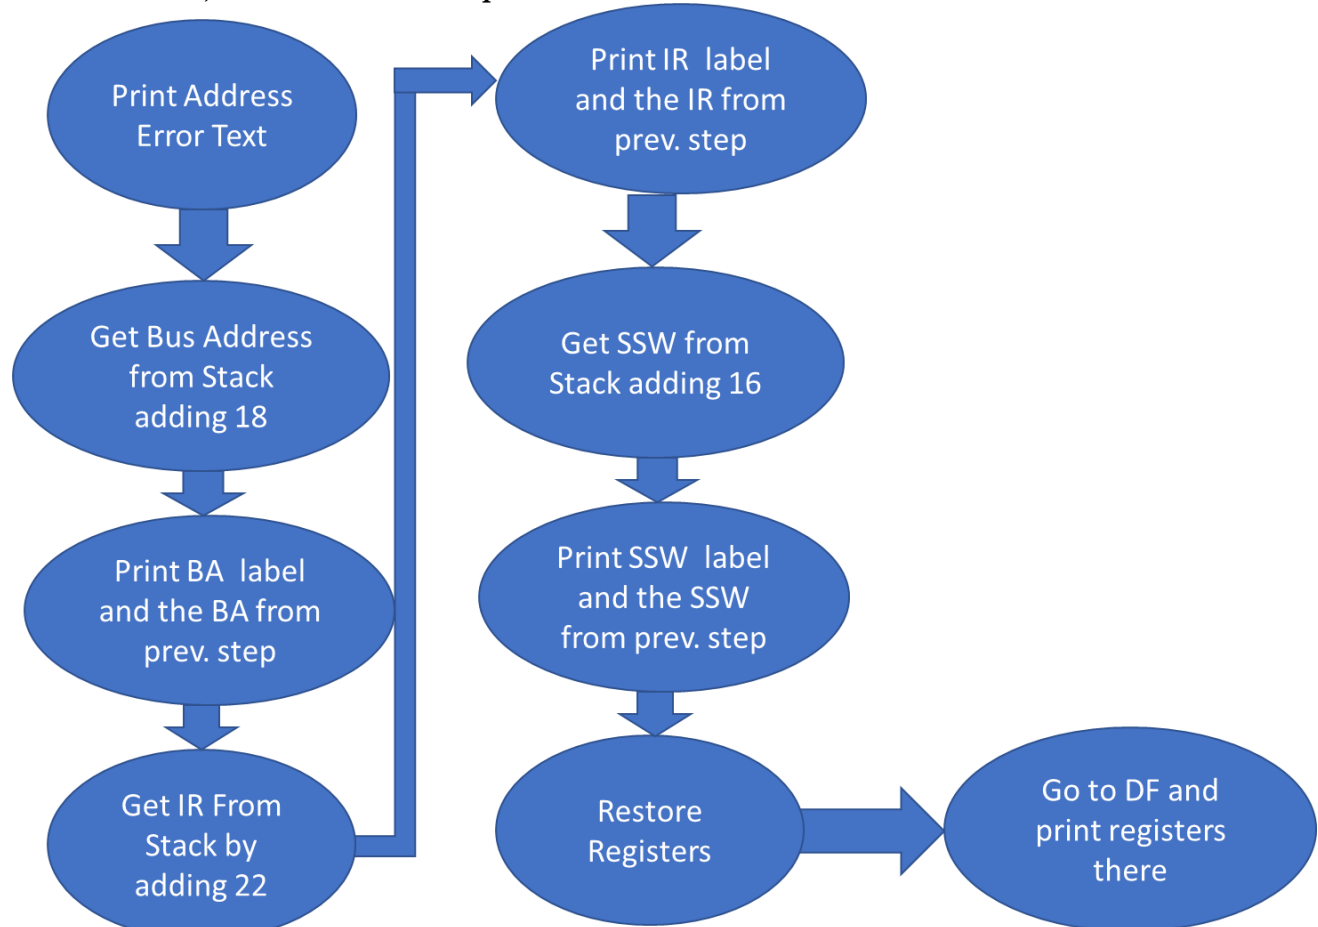 Print Address
Error Text
Get Bus Address
from Stack
adding 18
Print BA label
and the BA from
prev. step
Get IR From
Stack by
adding 22
Print IR label
and the IR from
prev. step
Get SSW from
Stack adding 16
Print SSW label
and the SSW
from prev. step
Restore
Registers
Go to DF and
print registers
there